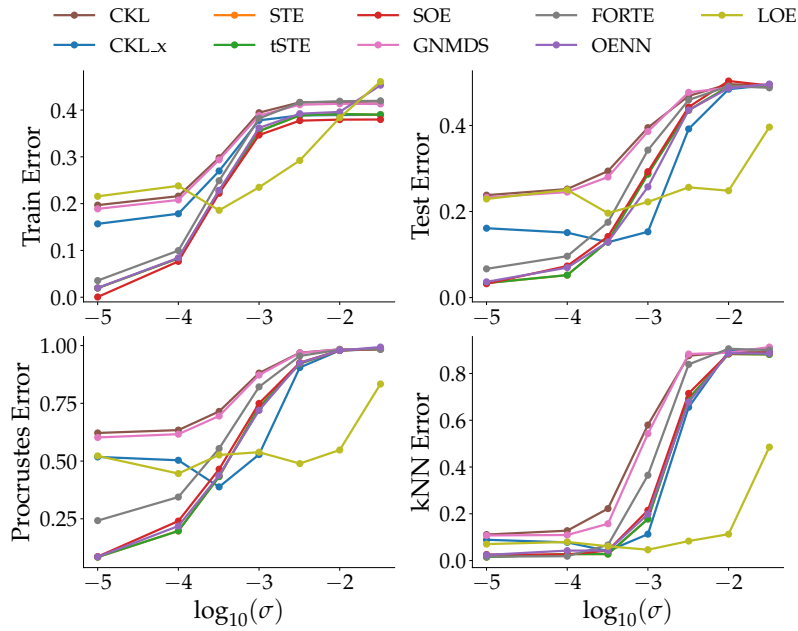 CKL STE SOE FORTE LOE
CKL_x tSTE GNMDS OENN
Train Error
0.4
0.3
0.2
0.1
0.0
−5 −4 −3 −2
Test Error
0.4
0.2
0.0
−5 −4 −3 −2
Procrustes Error
1.00
0.75
0.50
0.25
−5 −4 −3 −2
log₁₀(σ)
kNN Error
0.8
0.6
0.4
0.2
0.0
−5 −4 −3 −2
log₁₀(σ)